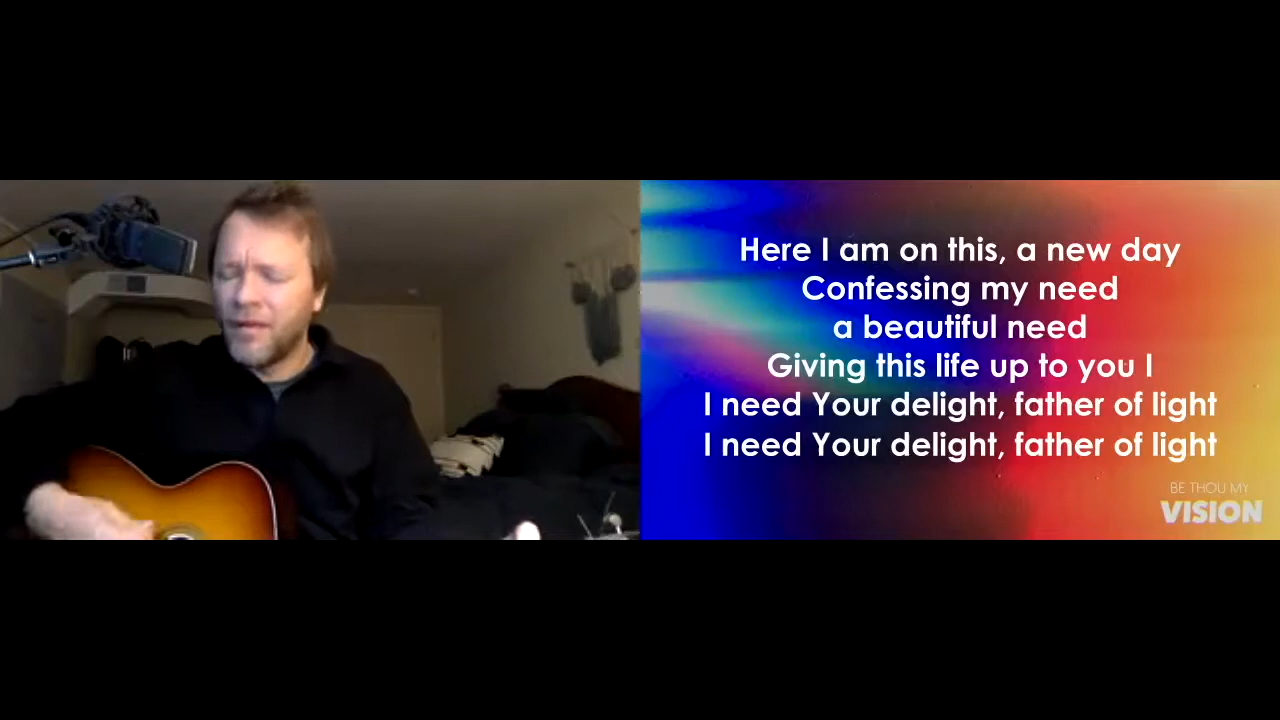 Here I am on this, a new day
Confessing my need
a beautiful need
Giving this life up to you I
I need Your delight, father of light
I need Your delight, father of light
BE THOU MY
VISION